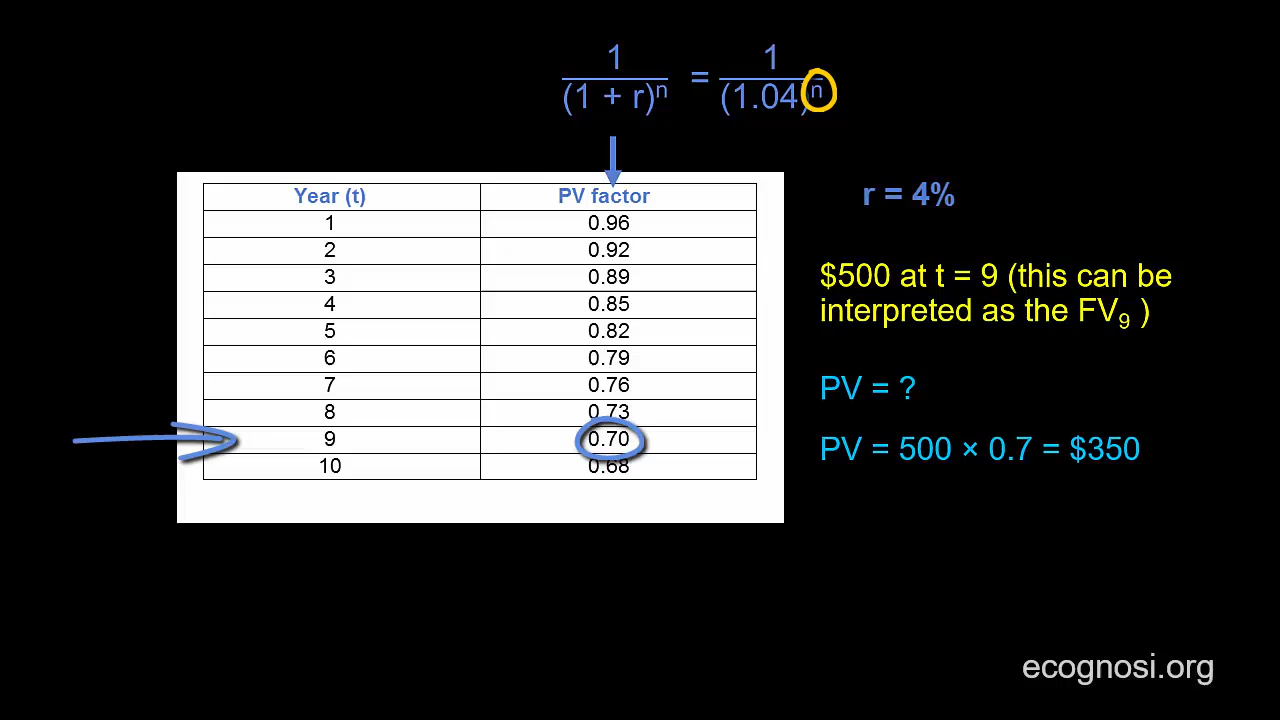 1 / (1 + r)ⁿ = 1 / (1.04)ⁿ
Year (t) PV factor
1 0.96
2 0.92
3 0.89
4 0.85
5 0.82
6 0.79
7 0.76
8 0.73
9 0.70
10 0.68
r = 4%
$500 at t = 9 (this can be
interpreted as the FV₉ )
PV = ?
PV = 500 × 0.7 = $350
ecognosi.org